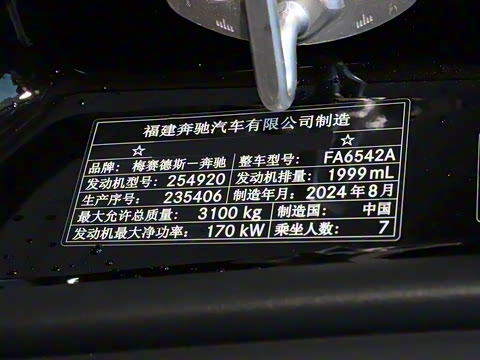 福建奔驰汽车有限公司制造
☆ ☆
品牌: 梅赛德斯-奔驰 整车型号: FA6542A
发动机型号: 254920 发动机排量: 1999 mL
生产序号: 235406 制造年月: 2024年8月
最大允许总质量: 3100 kg 制造国: 中国
发动机最大净功率: 170 kW 乘坐人数: 7